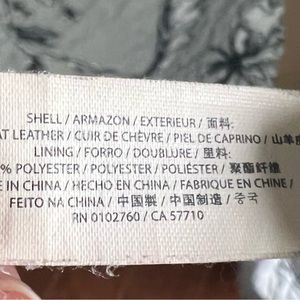 SHELL / ARMAZON / EXTERIEUR / 面料:
AT LEATHER / CUIR DE CHÈVRE / PIEL DE CAPRINO / 山羊皮
LINING / FORRO / DOUBLURE / 里料:
% POLYESTER / POLYESTER / POLIÉSTER / 聚酯纤維
E IN CHINA / HECHO EN CHINA / FABRIQUE EN CHINE /
FEITO NA CHINA / 中国製 / 中国制造 / 중국
RN 0102760 / CA 57710